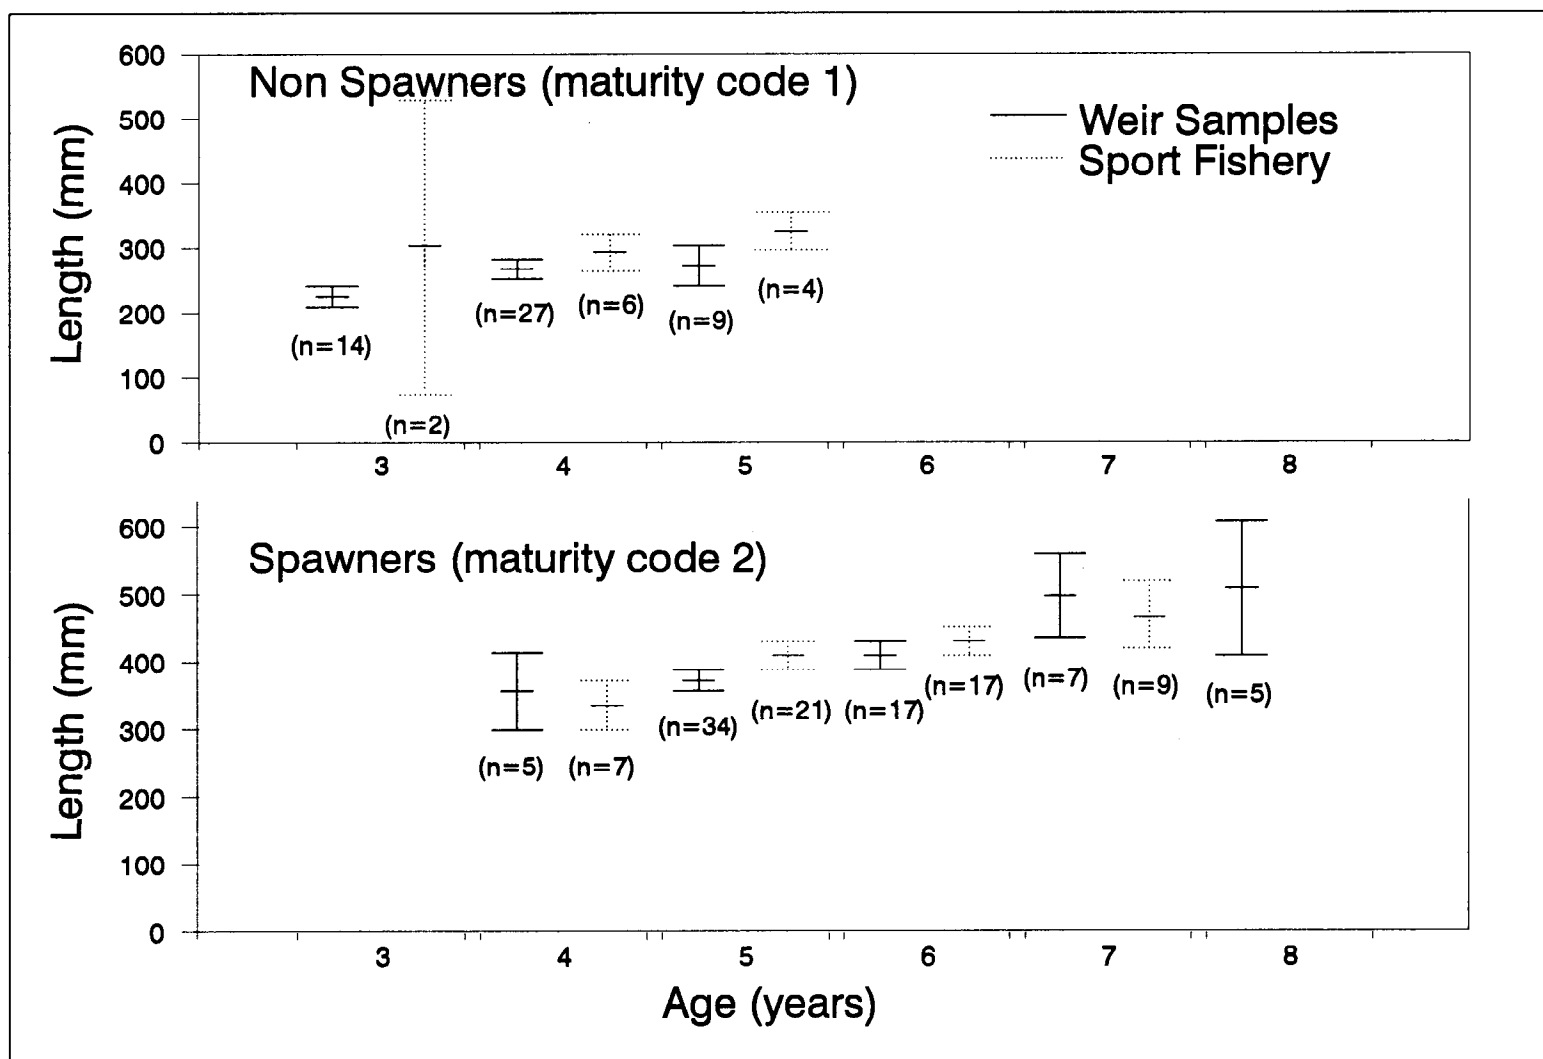 600
Non Spawners (maturity code 1)
500
Weir Samples
Sport Fishery
400
300
200
100
0
Length (mm)
(n=14)
(n=2)
(n=27)
(n=6)
(n=9)
(n=4)
3 4 5 6 7 8
600
Spawners (maturity code 2)
500
400
300
200
100
0
Length (mm)
(n=5)
(n=7)
(n=34)
(n=21)
(n=17)
(n=17)
(n=7)
(n=9)
(n=5)
3 4 5 6 7 8
Age (years)